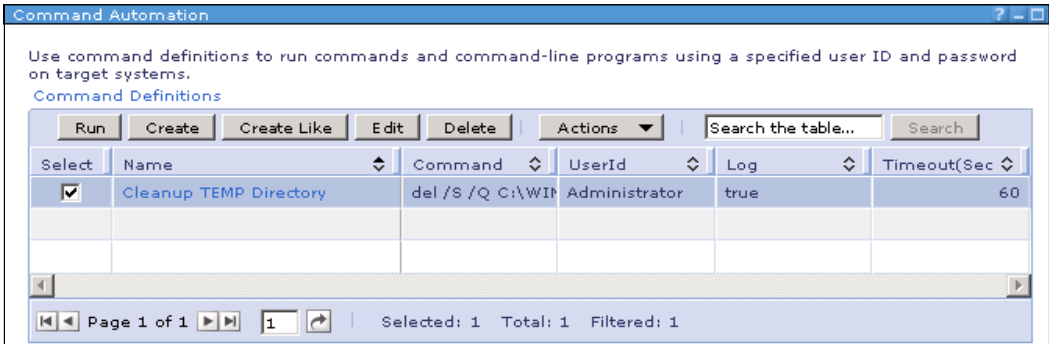 Command Automation
Use command definitions to run commands and command-line programs using a specified user ID and password
on target systems.
Command Definitions
Run Create Create Like Edit Delete Actions Search the table... Search
Select Name Command UserId Log Timeout(Sec
Cleanup TEMP Directory del /S /Q C:\WIN Administrator true 60
Page 1 of 1 1 Selected: 1 Total: 1 Filtered: 1